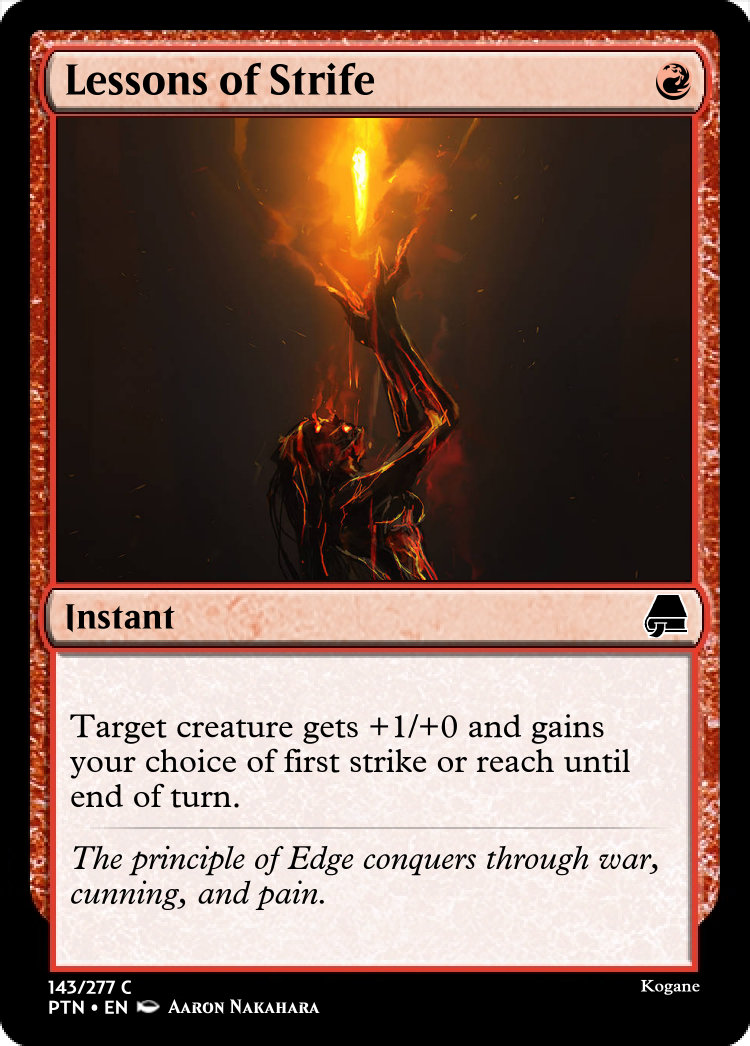 Lessons of Strife
Instant
Target creature gets +1/+0 and gains
your choice of first strike or reach until
end of turn.
The principle of Edge conquers through war,
cunning, and pain.
143/277 C
Kogane
PTN • EN Aaron Nakahara